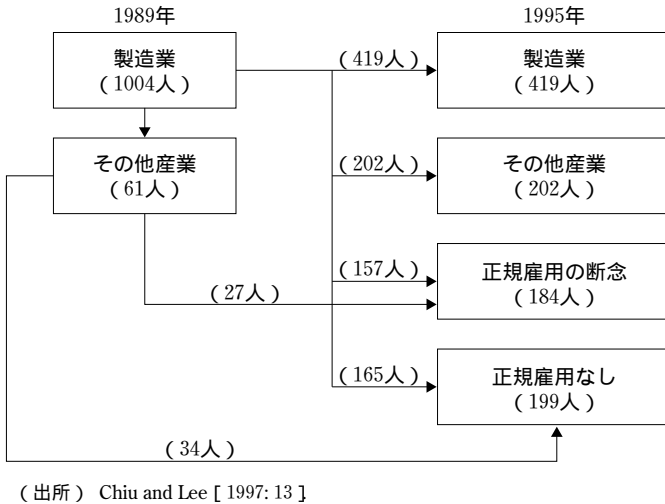 1989年
1995年
製造業
（1004人）
（419人）
製造業
（419人）
その他産業
（61人）
（202人）
その他産業
（202人）
（157人）
（27人）
正規雇用の断念
（184人）
（165人）
正規雇用なし
（199人）
（34人）
（出所） Chiu and Lee［1997: 13］